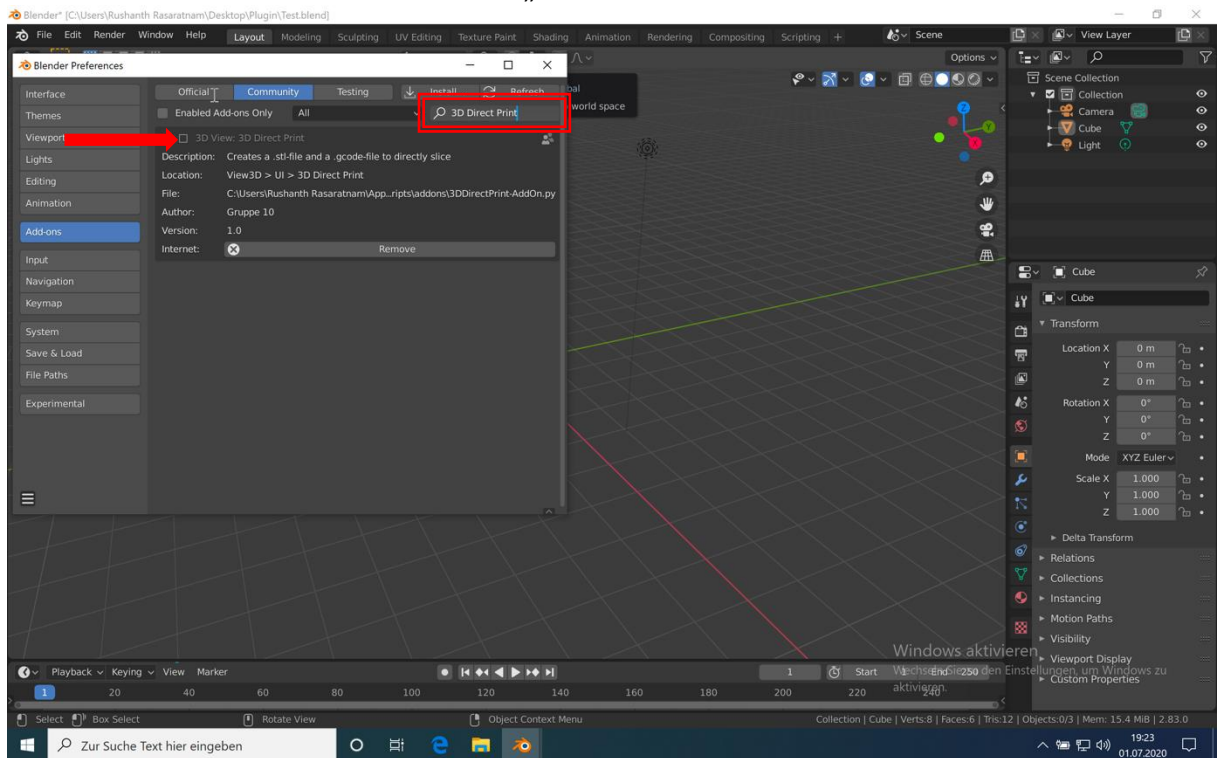 "
Blender* [C:\Users\Rushanth Rasaratnam\Desktop\Plugin\Test.blend]
File Edit Render Window Help Layout Modeling Sculpting UV Editing Texture Paint Shading Animation Rendering Compositing Scripting + Scene View Layer
Blender Preferences
Options
Interface
Themes
Viewport
Lights
Editing
Animation
Add-ons
Input
Navigation
Keymap
System
Save & Load
File Paths
Experimental
Official Community Testing Install Refresh
Enabled Add-ons Only All 3D Direct Print
3D View: 3D Direct Print
Description: Creates a .stl-file and a .gcode-file to directly slice
Location: View3D > UI > 3D Direct Print
File: C:\Users\Rushanth Rasaratnam\App..ripts\addons\3DDirectPrint-AddOn.py
Author: Gruppe 10
Version: 1.0
Internet: Remove
bal
world space
Z
Y
X
Scene Collection
Collection
Camera
Cube
Light
Cube
Cube
Transform
Location X 0 m
Y 0 m
Z 0 m
Rotation X 0°
Y 0°
Z 0°
Mode XYZ Euler
Scale X 1.000
Y 1.000
Z 1.000
Delta Transform
Relations
Collections
Instancing
Motion Paths
Visibility
Viewport Display
Custom Properties
Windows aktivieren
Wechseln Sie zu den Einstellungen, um Windows zu
aktivieren.
Playback Keying View Marker 1 Start 1 End 250
1 20 40 60 80 100 120 140 160 180 200 220 240
Select Box Select Rotate View Object Context Menu Collection | Cube | Verts:8 | Faces:6 | Tris:12 | Objects:0/3 | Mem: 15.4 MiB | 2.83.0
Zur Suche Text hier eingeben
19:23
01.07.2020